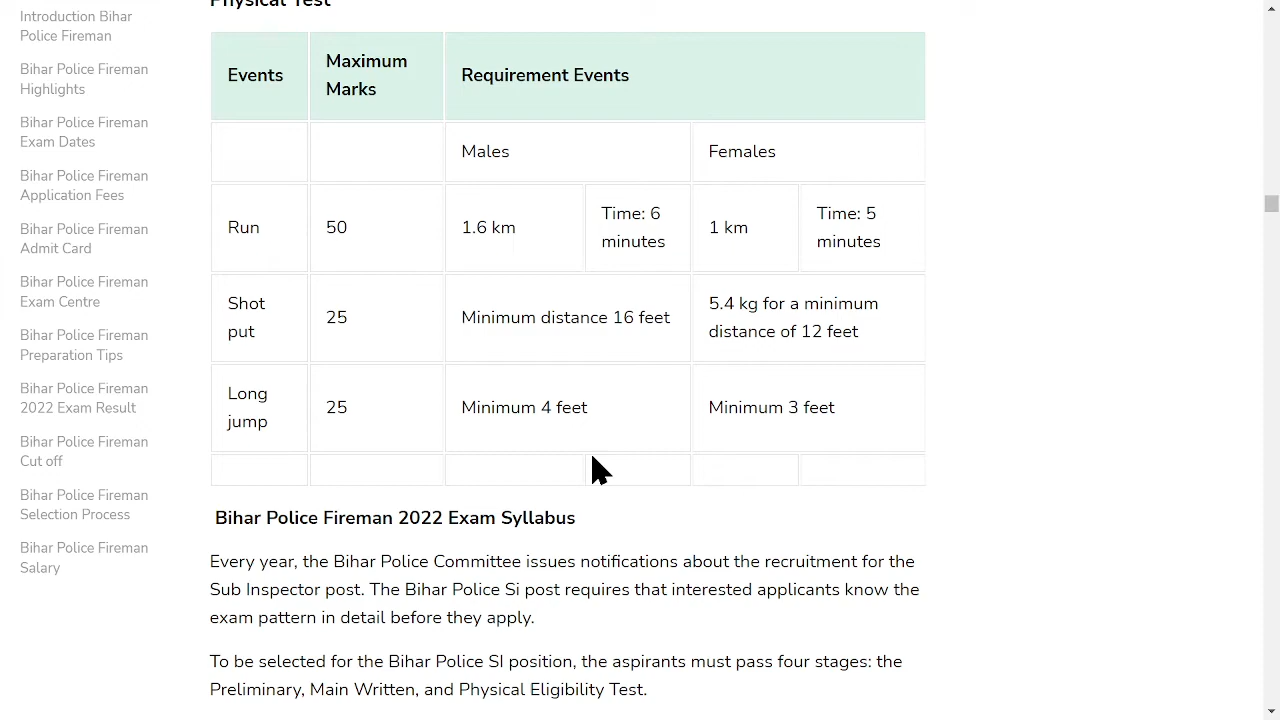 Introduction Bihar
Police Fireman
Bihar Police Fireman
Highlights
Bihar Police Fireman
Exam Dates
Bihar Police Fireman
Application Fees
Bihar Police Fireman
Admit Card
Bihar Police Fireman
Exam Centre
Bihar Police Fireman
Preparation Tips
Bihar Police Fireman
2022 Exam Result
Bihar Police Fireman
Cut off
Bihar Police Fireman
Selection Process
Bihar Police Fireman
Salary
Physical Test
Events
Maximum
Marks
Requirement Events
Males
Females
Run
50
1.6 km
Time: 6
minutes
1 km
Time: 5
minutes
Shot
put
25
Minimum distance 16 feet
5.4 kg for a minimum
distance of 12 feet
Long
jump
25
Minimum 4 feet
Minimum 3 feet
Bihar Police Fireman 2022 Exam Syllabus
Every year, the Bihar Police Committee issues notifications about the recruitment for the
Sub Inspector post. The Bihar Police Si post requires that interested applicants know the
exam pattern in detail before they apply.
To be selected for the Bihar Police SI position, the aspirants must pass four stages: the
Preliminary, Main Written, and Physical Eligibility Test.